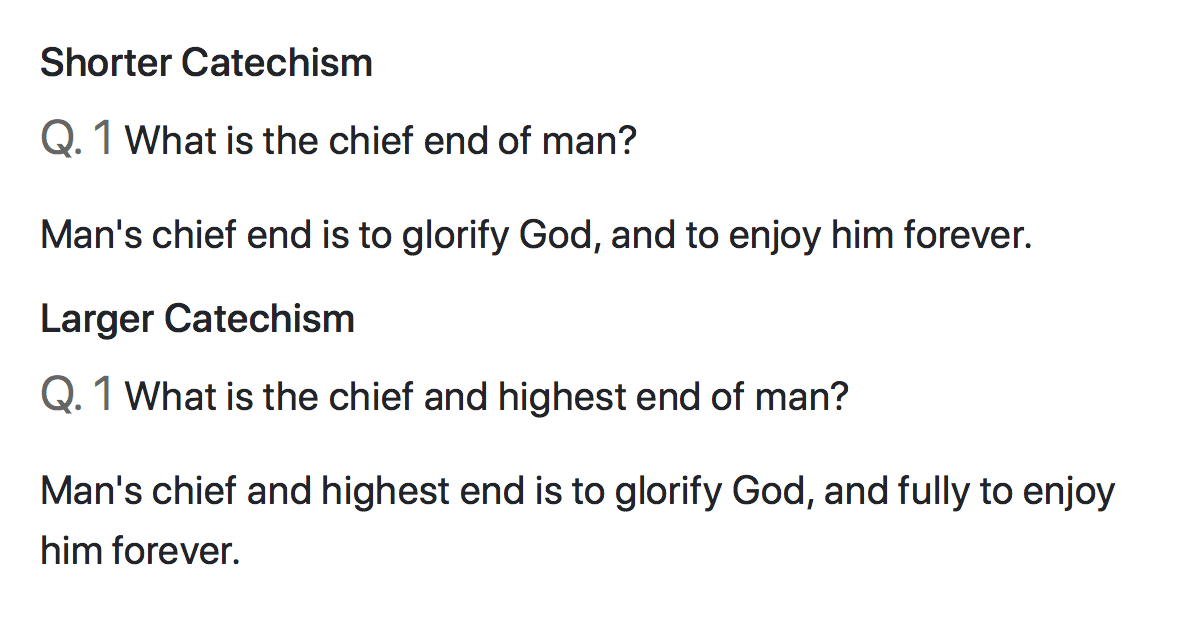 Shorter Catechism
Q. 1 What is the chief end of man?
Man's chief end is to glorify God, and to enjoy him forever.
Larger Catechism
Q. 1 What is the chief and highest end of man?
Man's chief and highest end is to glorify God, and fully to enjoy
him forever.